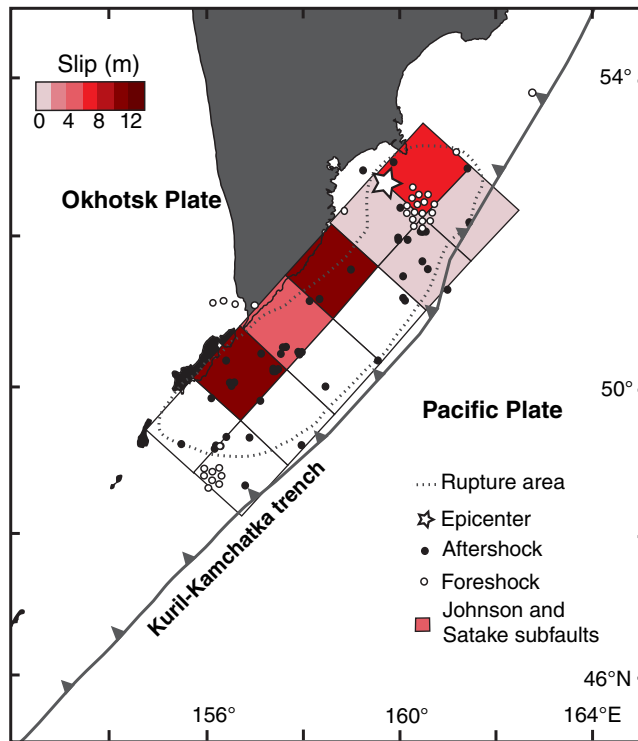 Slip (m)
0 4 8 12
54°
Okhotsk Plate
50°
Pacific Plate
Kuril-Kamchatka trench
Rupture area
Epicenter
Aftershock
Foreshock
Johnson and
Satake subfaults
46°N
156° 160° 164°E